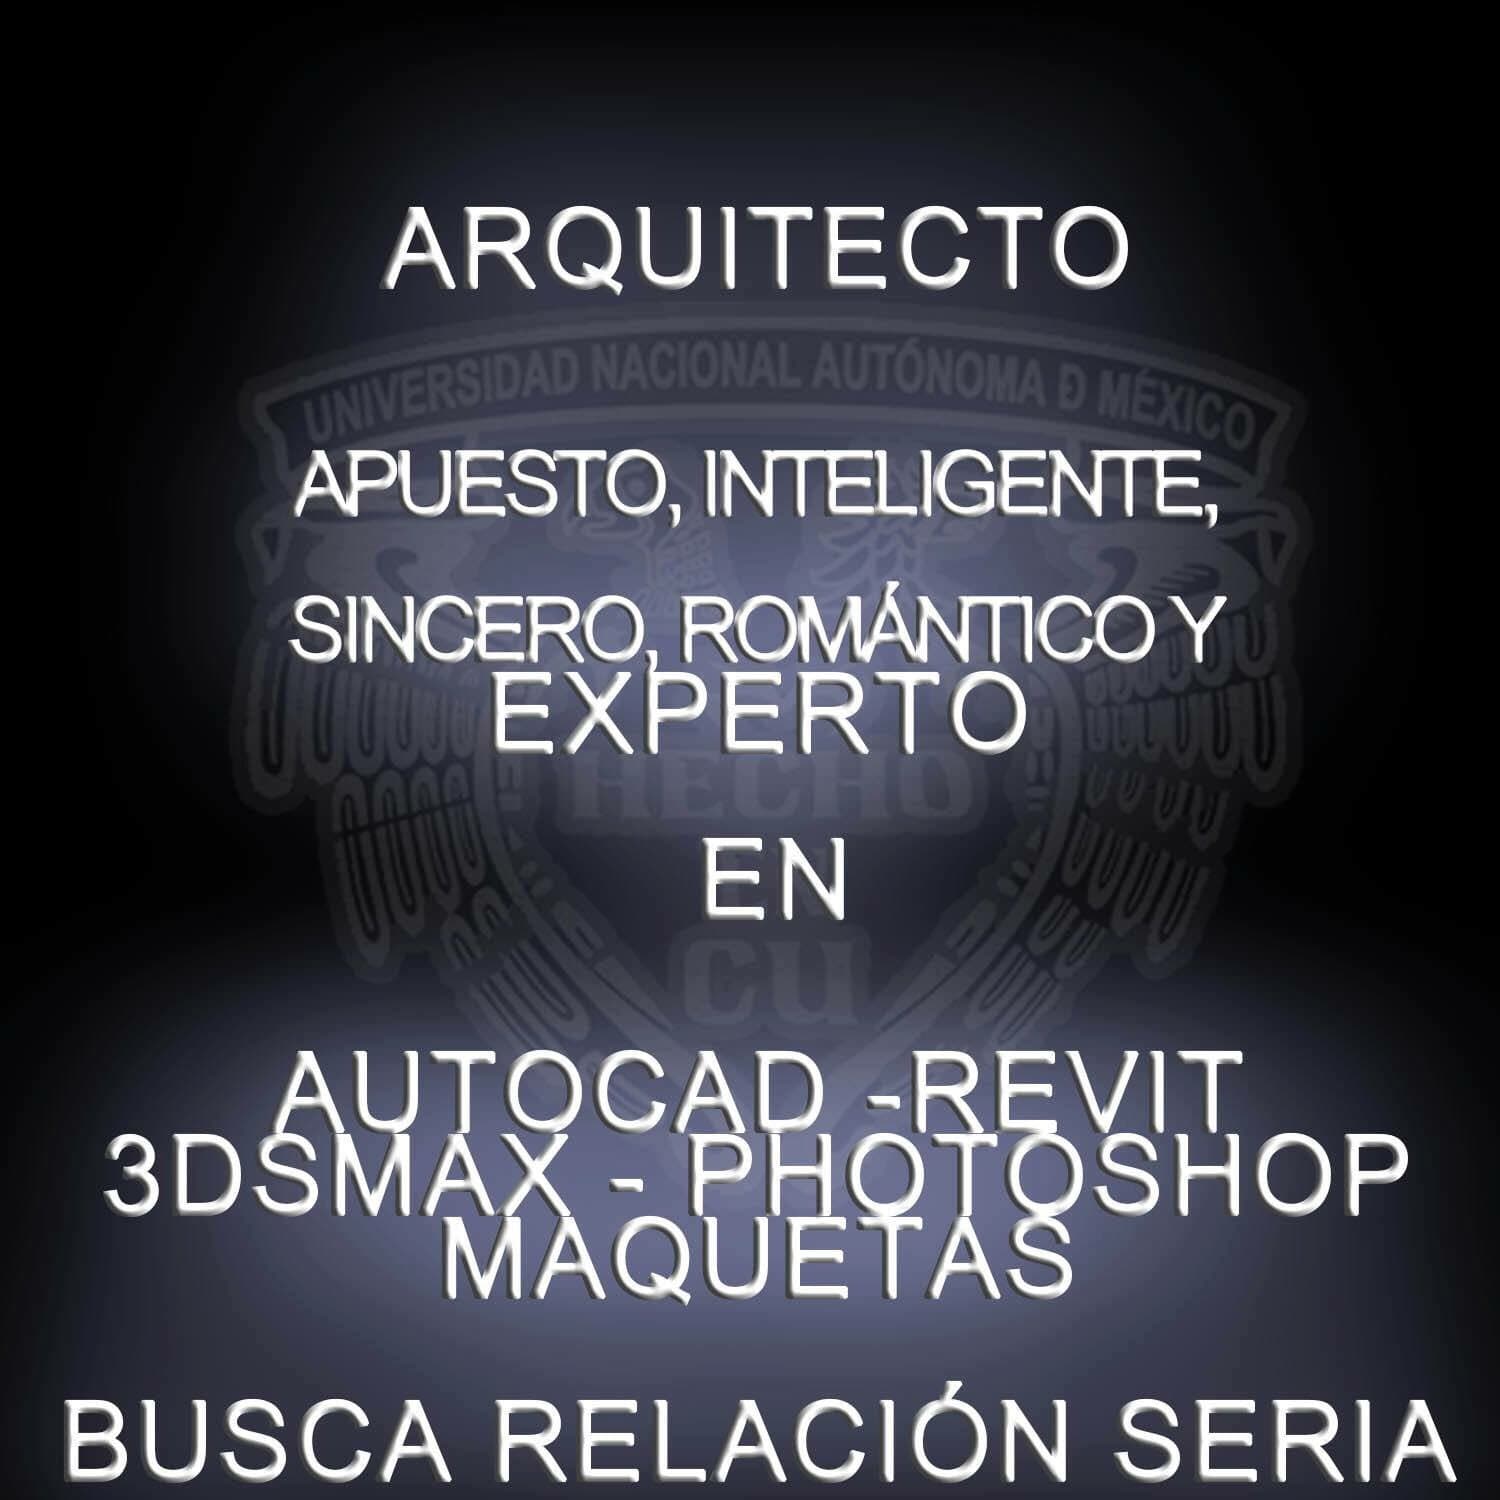 ARQUITECTO
UNIVERSIDAD NACIONAL AUTÓNOMA Ð MÉXICO
APUESTO, INTELIGENTE,
SINCERO, ROMÁNTICO Y
EXPERTO
HECHO
EN
CU
AUTOCAD -REVIT
3DSMAX - PHOTOSHOP
MAQUETAS
BUSCA RELACIÓN SERIA